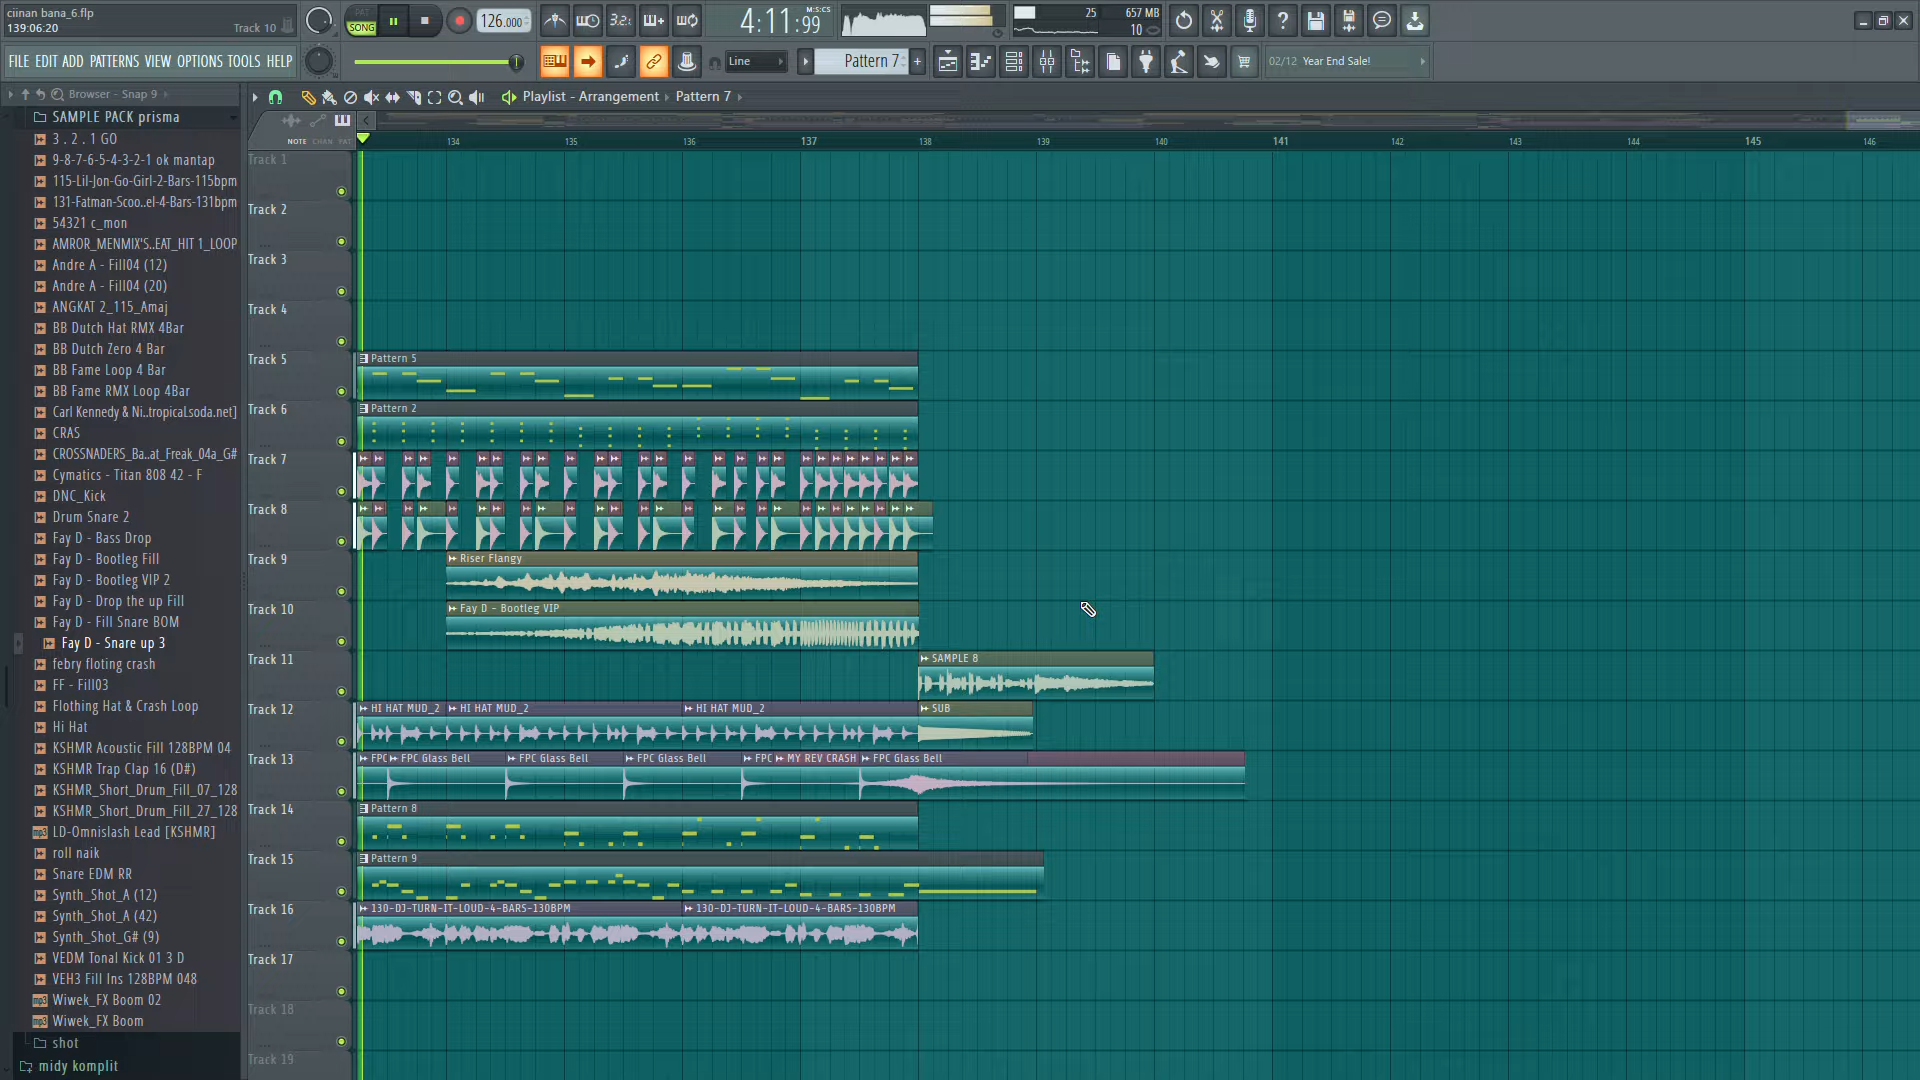 ciinan bana_6.flp
139:06:20
Track 10
PAT
SONG
126.000
3.2.
4:11:99
M:S:CS
25
657 MB
10
FILE EDIT ADD PATTERNS VIEW OPTIONS TOOLS HELP
Line
Pattern 7
02/12 Year End Sale!
Browser - Snap 9
Playlist - Arrangement
Pattern 7
NOTE CHAN PAT
134
135
136
137
138
139
140
141
142
143
144
145
146
SAMPLE PACK prisma
3 . 2 . 1 GO
9-8-7-6-5-4-3-2-1 ok mantap
115-Lil-Jon-Go-Girl-2-Bars-115bpm
131-Fatman-Scoo..el-4-Bars-131bpm
54321 c_mon
AMROR_MENMIX'S..EAT_HIT 1_LOOP
Andre A - Fill04 (12)
Andre A - Fill04 (20)
ANGKAT 2_115_Amaj
BB Dutch Hat RMX 4Bar
BB Dutch Zero 4 Bar
BB Fame Loop 4 Bar
BB Fame RMX Loop 4Bar
Carl Kennedy & Ni..tropical.soda.net]
CRAS
CROSSNADERS_Ba..at_Freak_04a_G#
Cymatics - Titan 808 42 - F
DNC_Kick
Drum Snare 2
Fay D - Bass Drop
Fay D - Bootleg Fill
Fay D - Bootleg VIP 2
Fay D - Drop the up Fill
Fay D - Fill Snare BOM
Fay D - Snare up 3
febry floting crash
FF - Fill03
Flothing Hat & Crash Loop
Hi Hat
KSHMR Acoustic Fill 128BPM 04
KSHMR Trap Clap 16 (D#)
KSHMR_Short_Drum_Fill_07_128
KSHMR_Short_Drum_Fill_27_128
LD-Omnislash Lead [KSHMR]
roll naik
Snare EDM RR
Synth_Shot_A (12)
Synth_Shot_A (42)
Synth_Shot_G# (9)
VEDM Tonal Kick 01 3 D
VEH3 Fill Ins 128BPM 048
Wiwek_FX Boom 02
Wiwek_FX Boom
shot
midy komplit
Track 1
Track 2
Track 3
Track 4
Track 5
Pattern 5
Track 6
Pattern 2
Track 7
Track 8
Track 9
Riser Flangy
Track 10
Fay D - Bootleg VIP
Track 11
SAMPLE 8
Track 12
HI HAT MUD_2
HI HAT MUD_2
HI HAT MUD_2
SUB
Track 13
FPC
FPC Glass Bell
FPC Glass Bell
FPC Glass Bell
FPC
MY REV CRASH
FPC Glass Bell
Track 14
Pattern 8
Track 15
Pattern 9
Track 16
130-DJ-TURN-IT-LOUD-4-BARS-130BPM
130-DJ-TURN-IT-LOUD-4-BARS-130BPM
Track 17
Track 18
Track 19